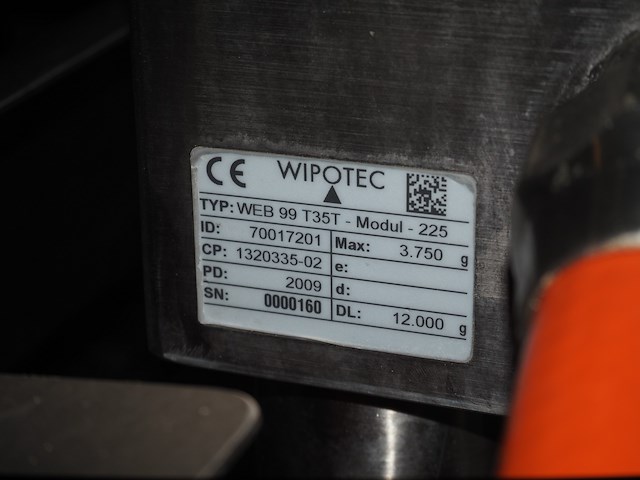 CE WIPOTEC
TYP: WEB 99 T35T - Modul - 225
ID: 70017201 Max: 3.750 g
CP: 1320335-02 e:
PD: 2009 d:
SN: 0000160 DL: 12.000 g